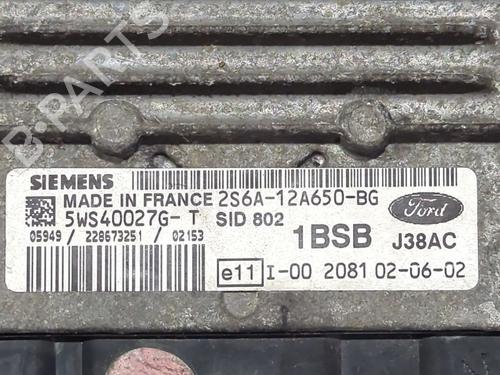 B-PARTS
SIEMENS
MADE IN FRANCE 2S6A-12A650-BG
5WS40027G-T SID 802
Ford
05949 / 228673251 / 02153
1BSB J38AC
e11 I-00 2081 02-06-02